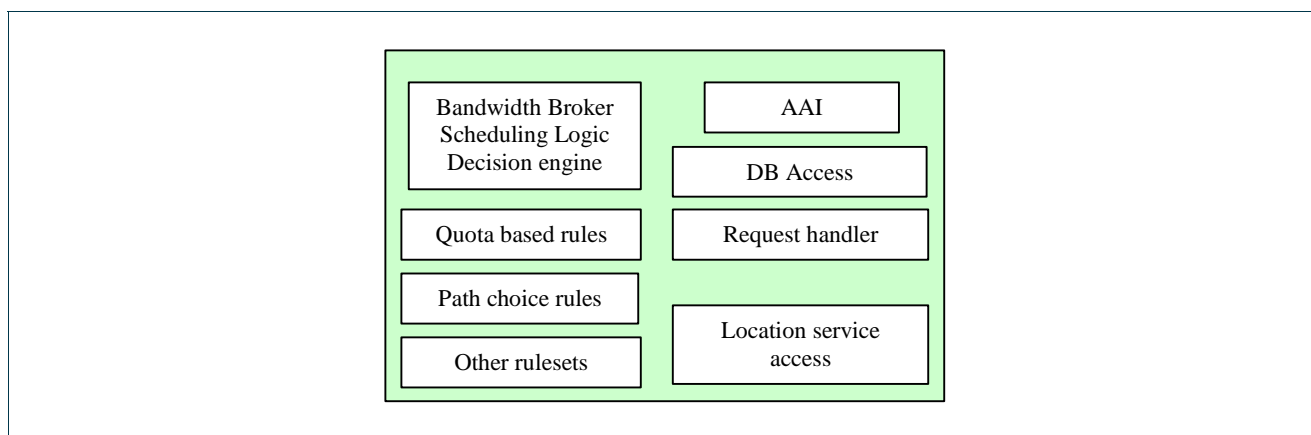 Bandwidth Broker
Scheduling Logic
Decision engine
Quota based rules
Path choice rules
Other rulesets
AAI
DB Access
Request handler
Location service
access